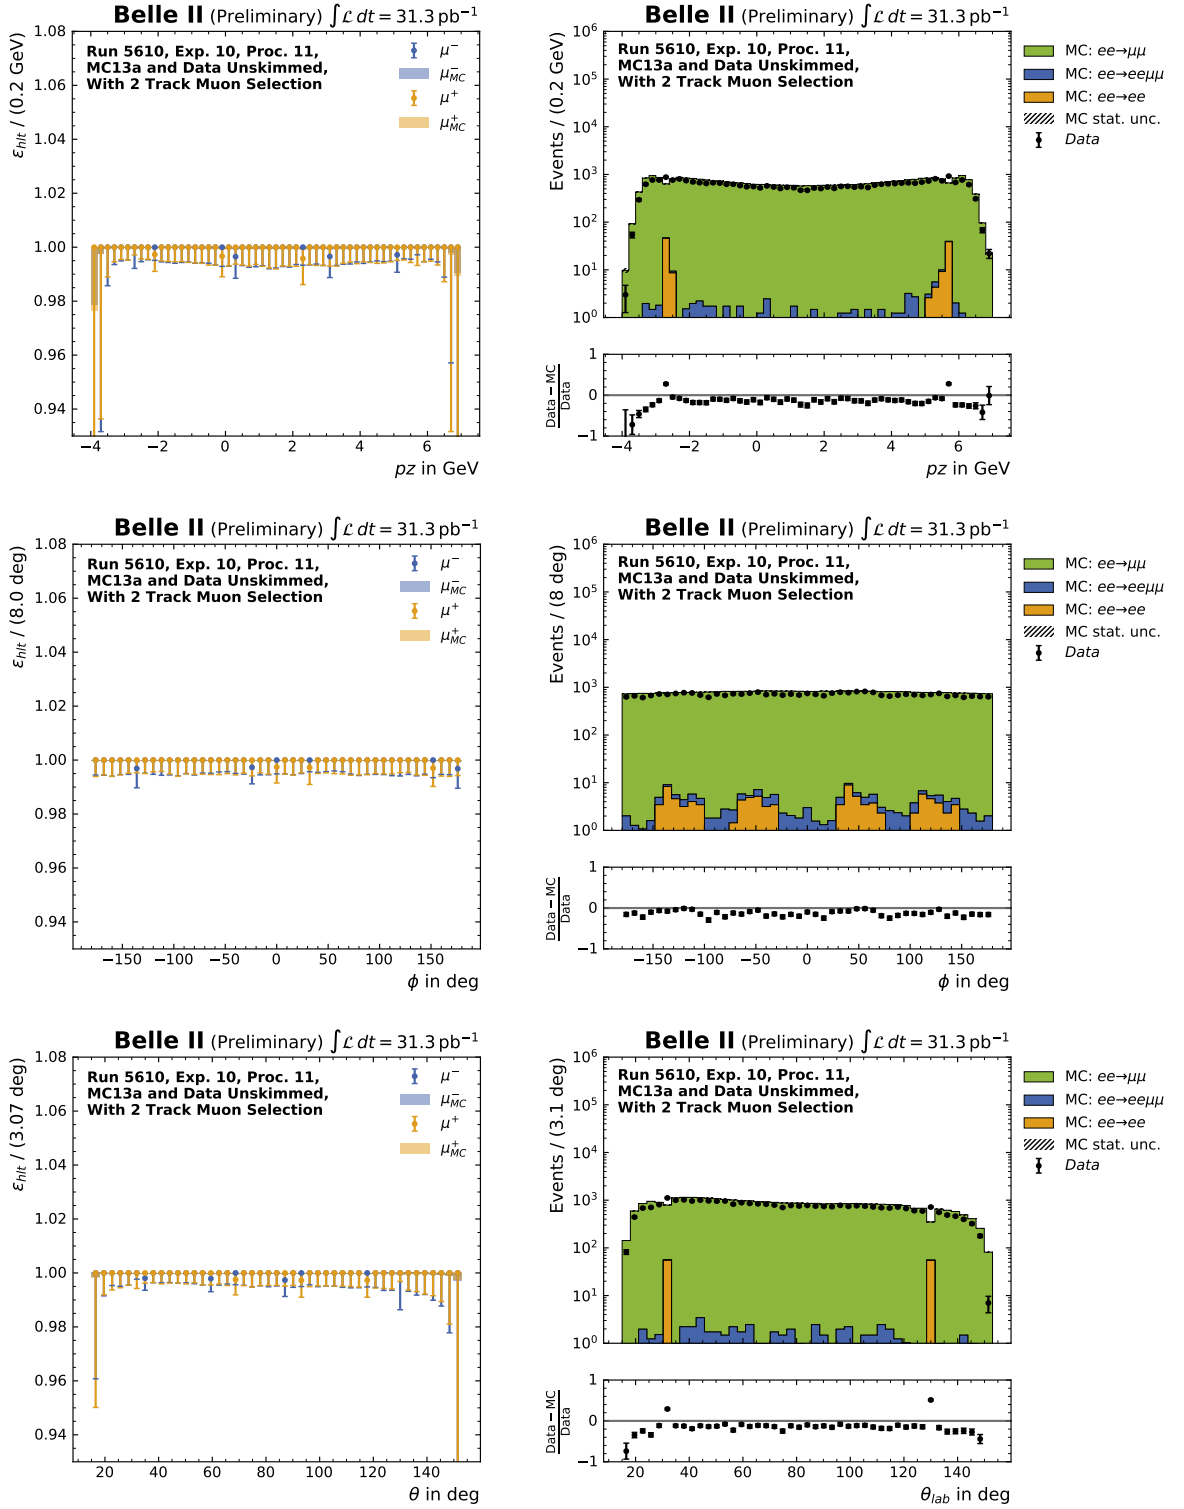 Belle II (Preliminary) ∫ℒ dt = 31.3 pb⁻¹
Run 5610, Exp. 10, Proc. 11,
MC13a and Data Unskimmed,
With 2 Track Muon Selection
μ⁻
μ⁻MC
μ⁺
μ⁺MC
εhlt / (0.2 GeV)
1.08
1.06
1.04
1.02
1.00
0.98
0.96
0.94
−4 −2 0 2 4 6
pz in GeV
Belle II (Preliminary) ∫ℒ dt = 31.3 pb⁻¹
Run 5610, Exp. 10, Proc. 11,
MC13a and Data Unskimmed,
With 2 Track Muon Selection
MC: ee→μμ
MC: ee→eeμμ
MC: ee→ee
MC stat. unc.
Data
Events / (0.2 GeV)
10⁶
10⁵
10⁴
10³
10²
10¹
10⁰
Data − MC
Data
1
0
−1
−4 −2 0 2 4 6
pz in GeV
Belle II (Preliminary) ∫ℒ dt = 31.3 pb⁻¹
Run 5610, Exp. 10, Proc. 11,
MC13a and Data Unskimmed,
With 2 Track Muon Selection
μ⁻
μ⁻MC
μ⁺
μ⁺MC
εhlt / (8.0 deg)
1.08
1.06
1.04
1.02
1.00
0.98
0.96
0.94
−150 −100 −50 0 50 100 150
ϕ in deg
Belle II (Preliminary) ∫ℒ dt = 31.3 pb⁻¹
Run 5610, Exp. 10, Proc. 11,
MC13a and Data Unskimmed,
With 2 Track Muon Selection
MC: ee→μμ
MC: ee→eeμμ
MC: ee→ee
MC stat. unc.
Data
Events / (8 deg)
10⁶
10⁵
10⁴
10³
10²
10¹
10⁰
Data − MC
Data
1
0
−1
−150 −100 −50 0 50 100 150
ϕ in deg
Belle II (Preliminary) ∫ℒ dt = 31.3 pb⁻¹
Run 5610, Exp. 10, Proc. 11,
MC13a and Data Unskimmed,
With 2 Track Muon Selection
μ⁻
μ⁻MC
μ⁺
μ⁺MC
εhlt / (3.07 deg)
1.08
1.06
1.04
1.02
1.00
0.98
0.96
0.94
20 40 60 80 100 120 140
θ in deg
Belle II (Preliminary) ∫ℒ dt = 31.3 pb⁻¹
Run 5610, Exp. 10, Proc. 11,
MC13a and Data Unskimmed,
With 2 Track Muon Selection
MC: ee→μμ
MC: ee→eeμμ
MC: ee→ee
MC stat. unc.
Data
Events / (3.1 deg)
10⁶
10⁵
10⁴
10³
10²
10¹
10⁰
Data − MC
Data
1
0
−1
20 40 60 80 100 120 140
θlab in deg